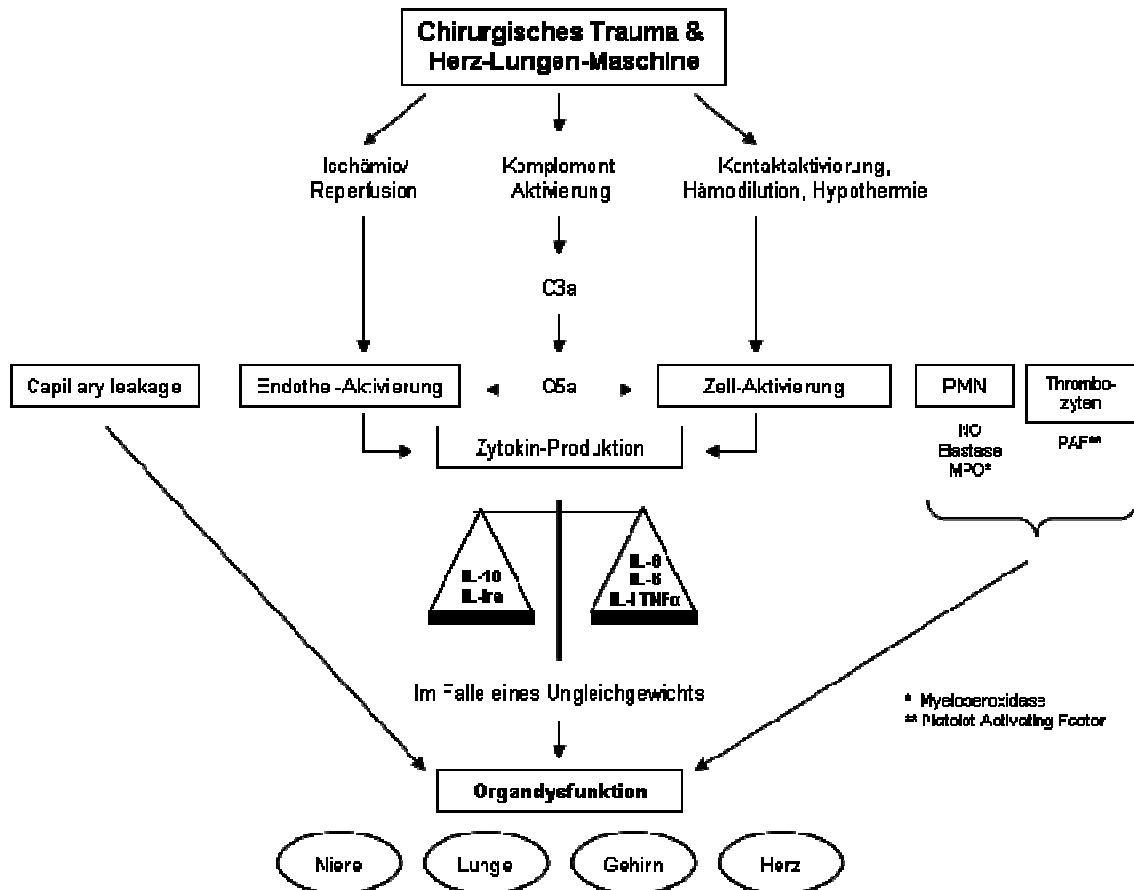 Chirurgisches Trauma &
Herz-Lungen-Maschine
Ischämie/
Reperfusion
Komplement
Aktivierung
Kontaktaktivierung,
Hämodilution, Hypothermie
C3a
Capillary leakage
Endothel-Aktivierung
C5a
Zell-Aktivierung
PMN
Thrombo-
zyten
NO
Elastase
MPO*
PAF**
Zytokin-Produktion
IL-10
IL-1ra
IL-6
IL-8
TNFα
Im Falle eines Ungleichgewichts
* Myeloperoxidase
** Platelet Activating Factor
Organdysfunktion
Niere
Lunge
Gehirn
Herz